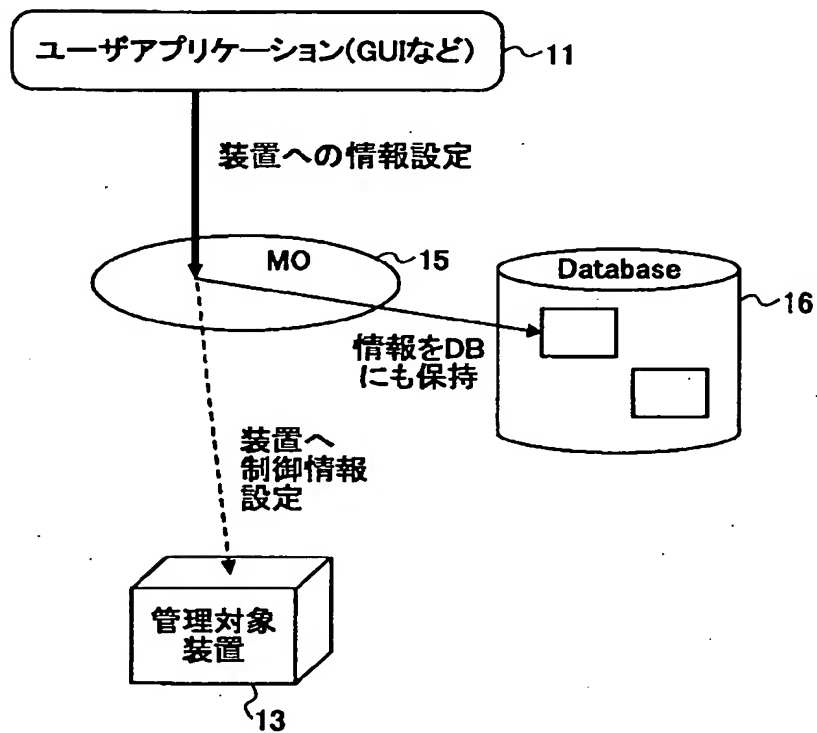 ユーザアプリケーション(GUIなど)
11
装置への情報設定
MO
15
Database
16
情報をDB
にも保持
装置へ
制御情報
設定
管理対象
装置
13